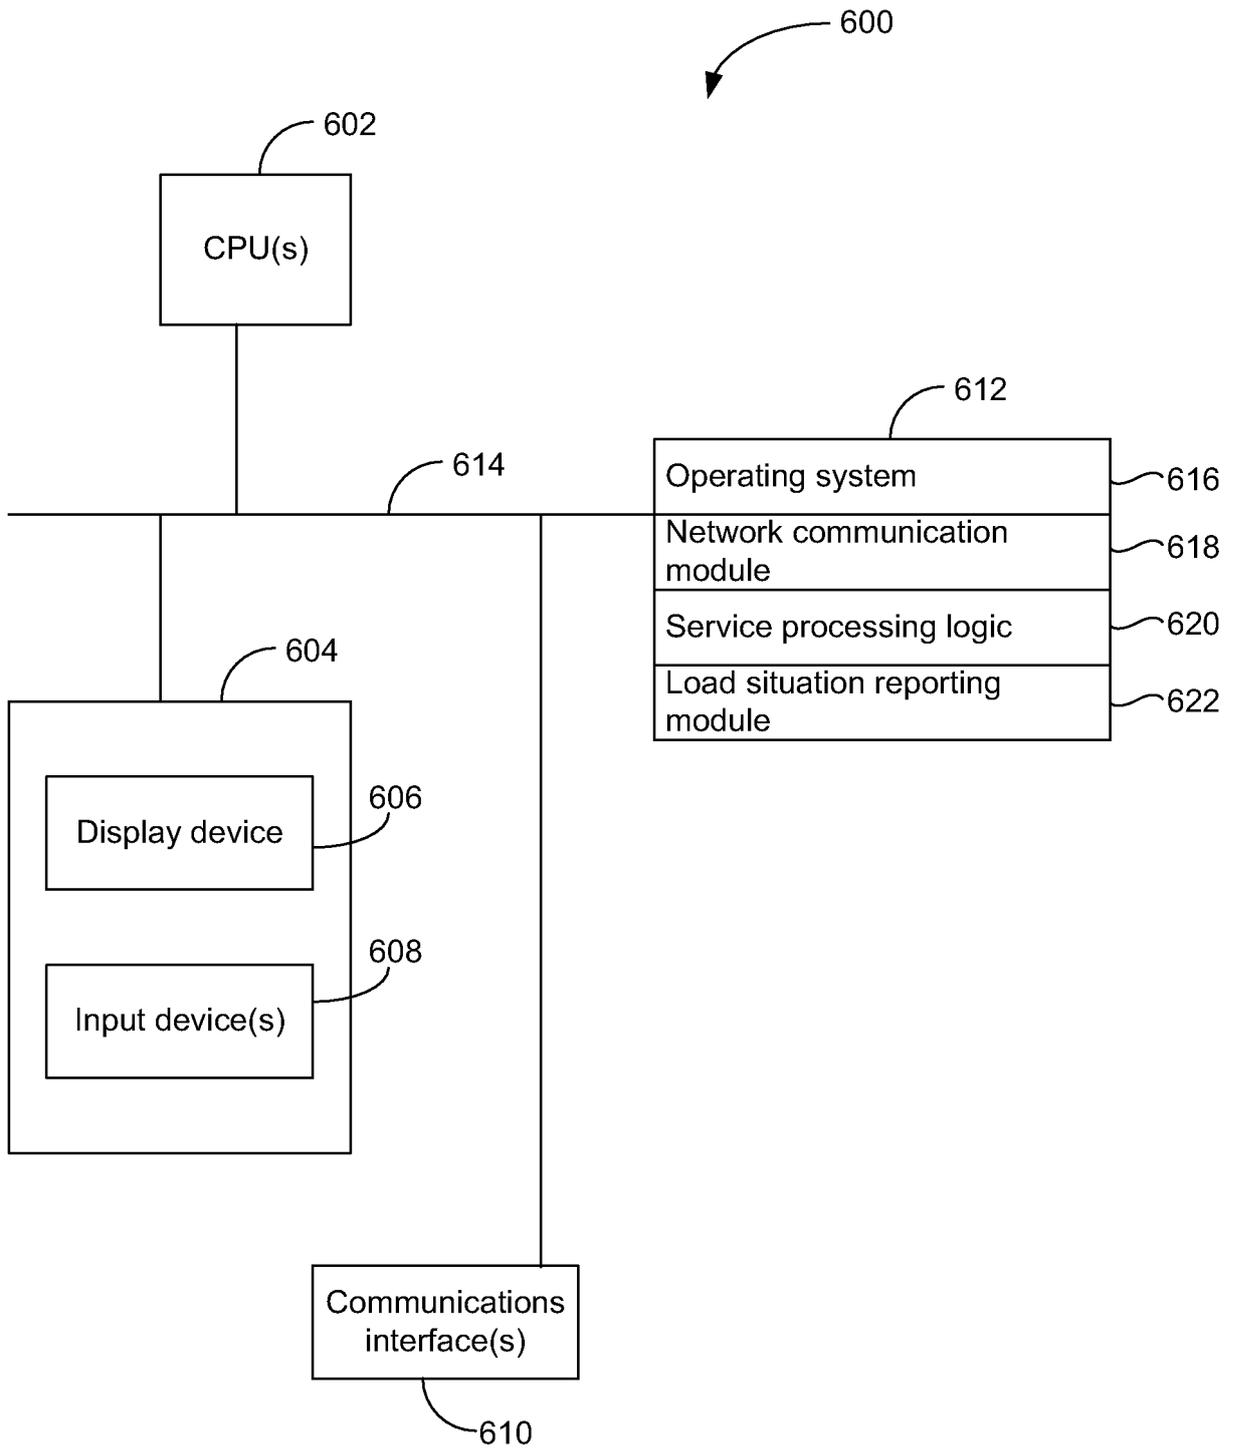 600
602
CPU(s)
612
614
Operating system
616
Network communication
module
618
Service processing logic
620
Load situation reporting
module
622
604
606
Display device
608
Input device(s)
Communications
interface(s)
610